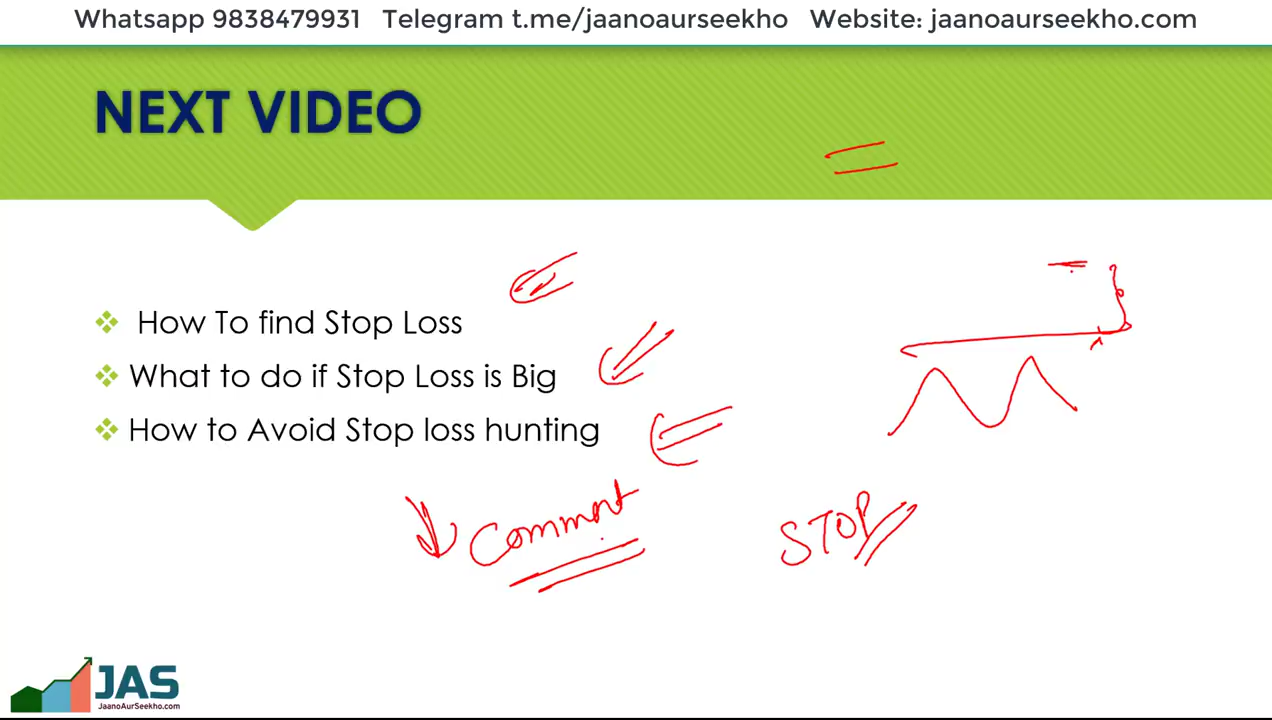 Whatsapp 9838479931 Telegram t.me/jaanoaurseekho Website: jaanoaurseekho.com
NEXT VIDEO
How To find Stop Loss
What to do if Stop Loss is Big
How to Avoid Stop loss hunting
Comment
STOP
JAS
JaanoAurSeekho.com